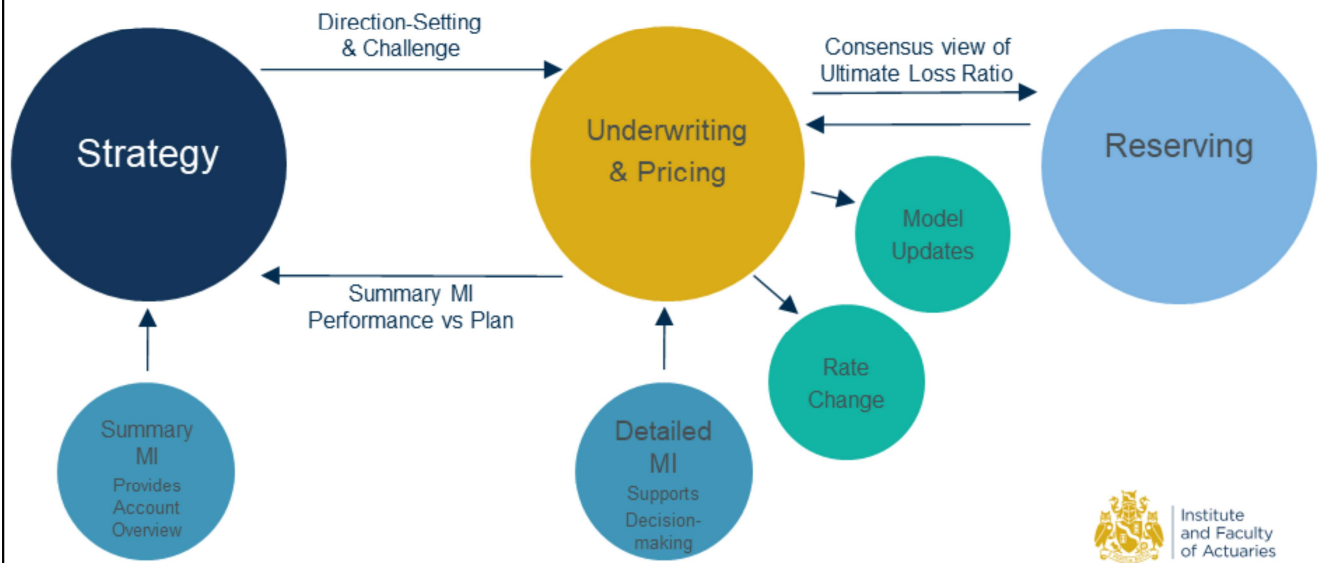 Direction-Setting
& Challenge
Consensus view of
Ultimate Loss Ratio
Strategy
Underwriting
& Pricing
Reserving
Model
Updates
Summary MI
Performance vs Plan
Rate
Change
Summary
MI
Provides
Account
Overview
Detailed
MI
Supports
Decision-
making
Institute
and Faculty
of Actuaries